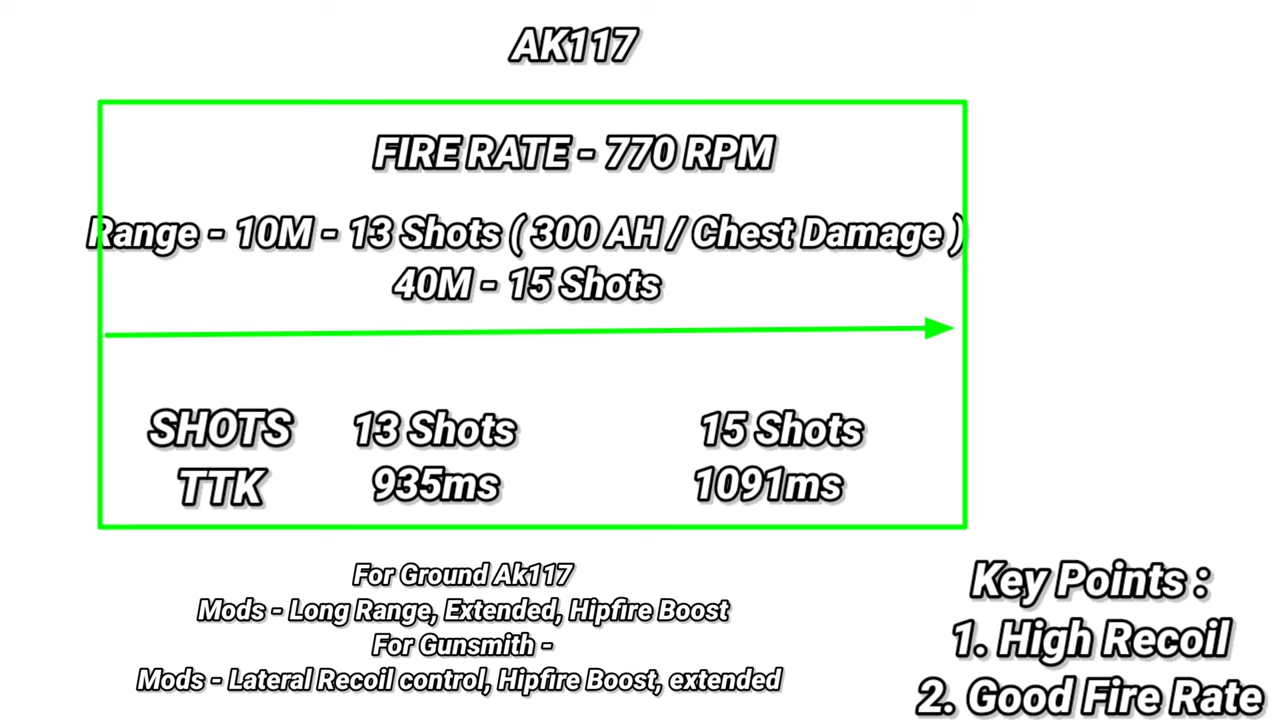 AK117
FIRE RATE - 770 RPM
Range - 10M - 13 Shots ( 300 AH / Chest Damage )
40M - 15 Shots
SHOTS 13 Shots 15 Shots
TTK 935ms 1091ms
For Ground Ak117
Mods - Long Range, Extended, Hipfire Boost
For Gunsmith -
Mods - Lateral Recoil control, Hipfire Boost, extended
Key Points :
1. High Recoil
2. Good Fire Rate